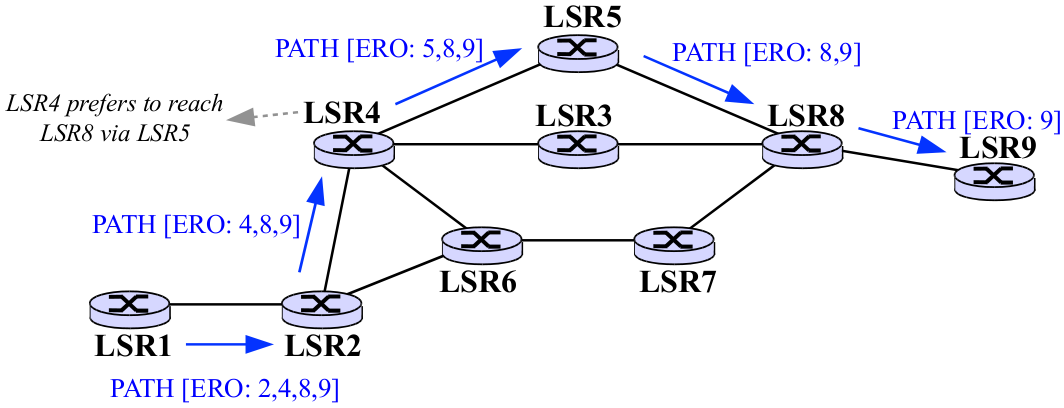 LSR5
PATH [ERO: 5,8,9]
PATH [ERO: 8,9]
LSR4 prefers to reach
LSR8 via LSR5
LSR4
LSR3
LSR8
PATH [ERO: 9]
LSR9
PATH [ERO: 4,8,9]
LSR6
LSR7
LSR1
LSR2
PATH [ERO: 2,4,8,9]